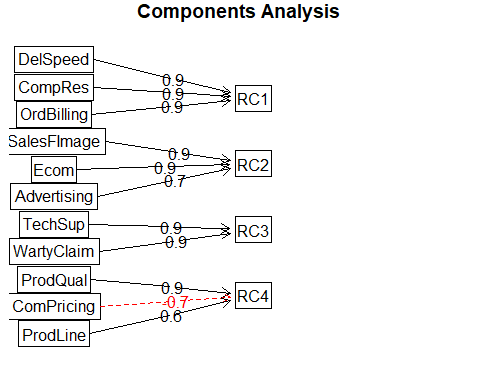 Components Analysis
DelSpeed
0.9
CompRes
0.9
RC1
OrdBilling
0.9
SalesFImage
0.9
Ecom
0.9
RC2
Advertising
0.7
TechSup
0.9
RC3
WartyClaim
0.9
ProdQual
0.9
ComPricing
-0.7
RC4
ProdLine
0.6